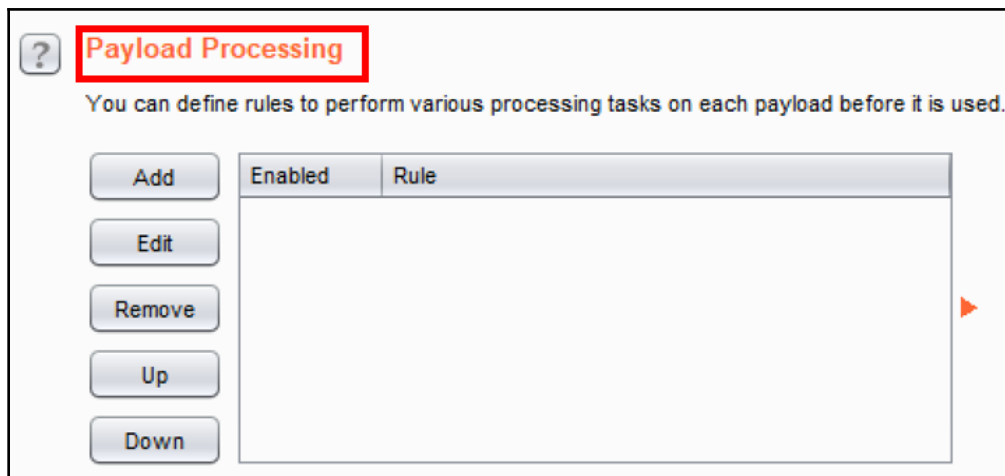 ?
Payload Processing
You can define rules to perform various processing tasks on each payload before it is used.
Add
Enabled Rule
Edit
Remove
Up
Down